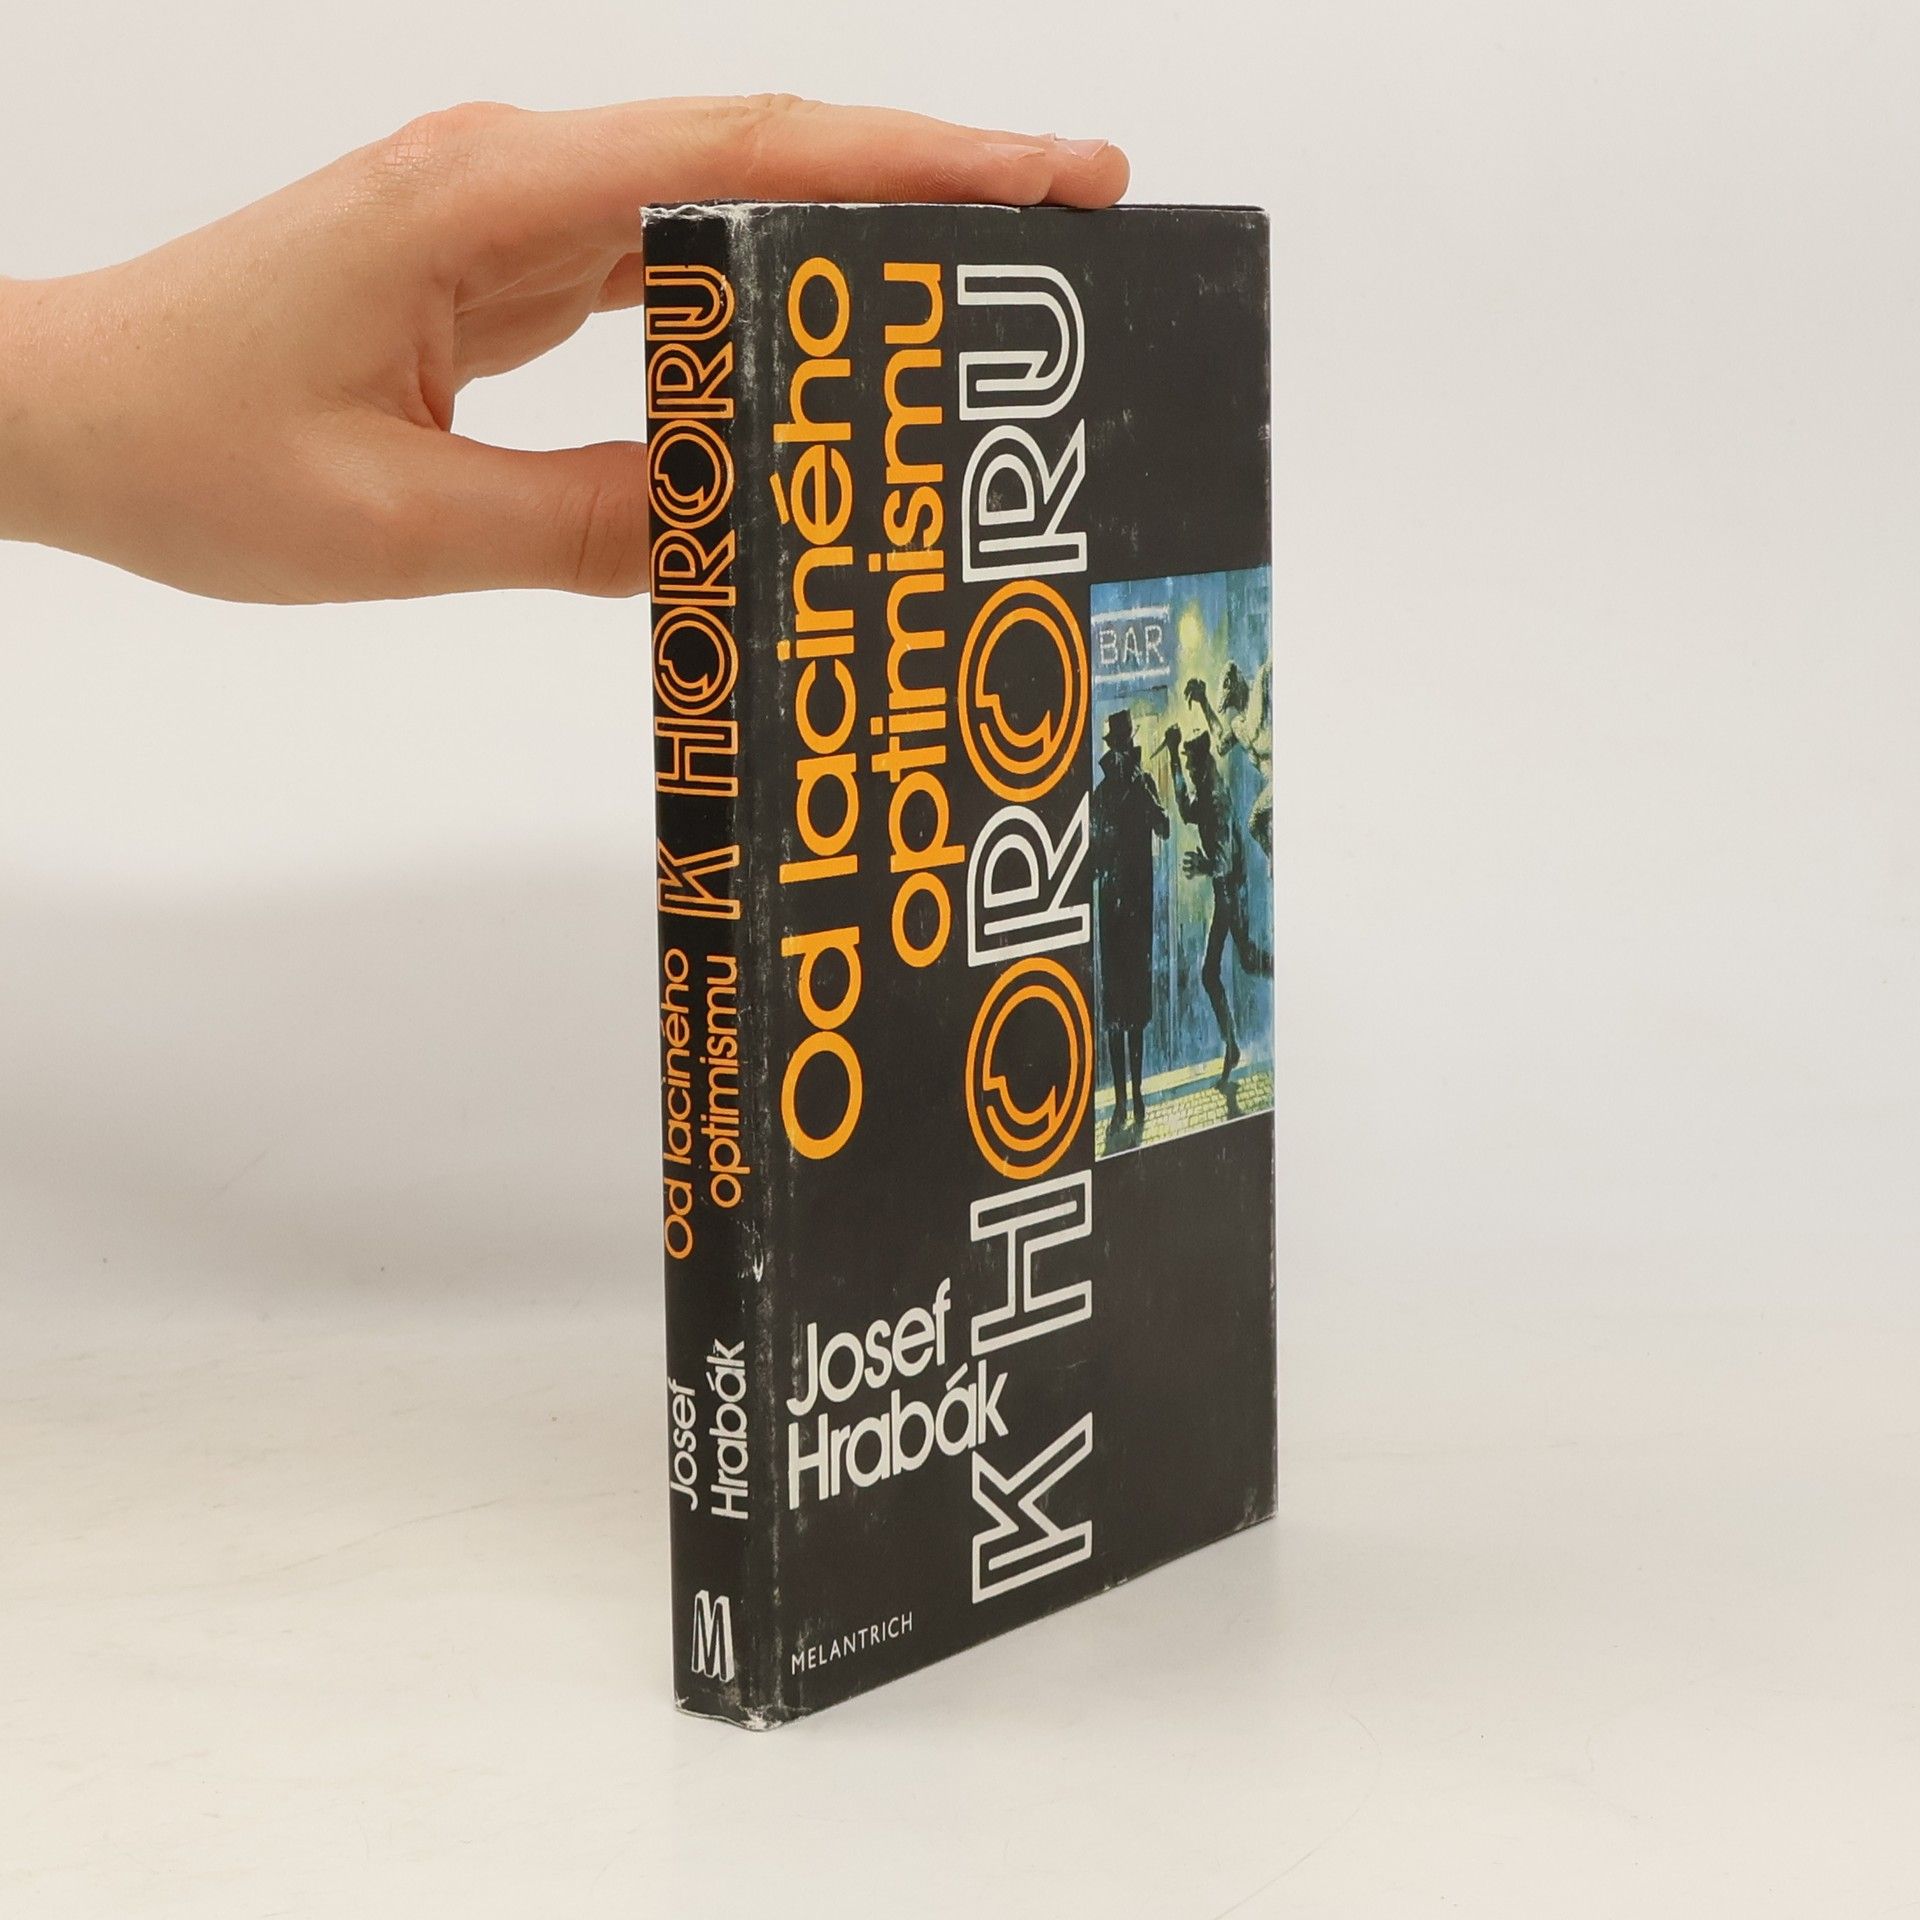 Josef
Hrabák
Od laciného
optimismu
K HORORU
M
Od laciného
optimismu
K HORORU
Josef
Hrabák
MELANTRICH
BAR